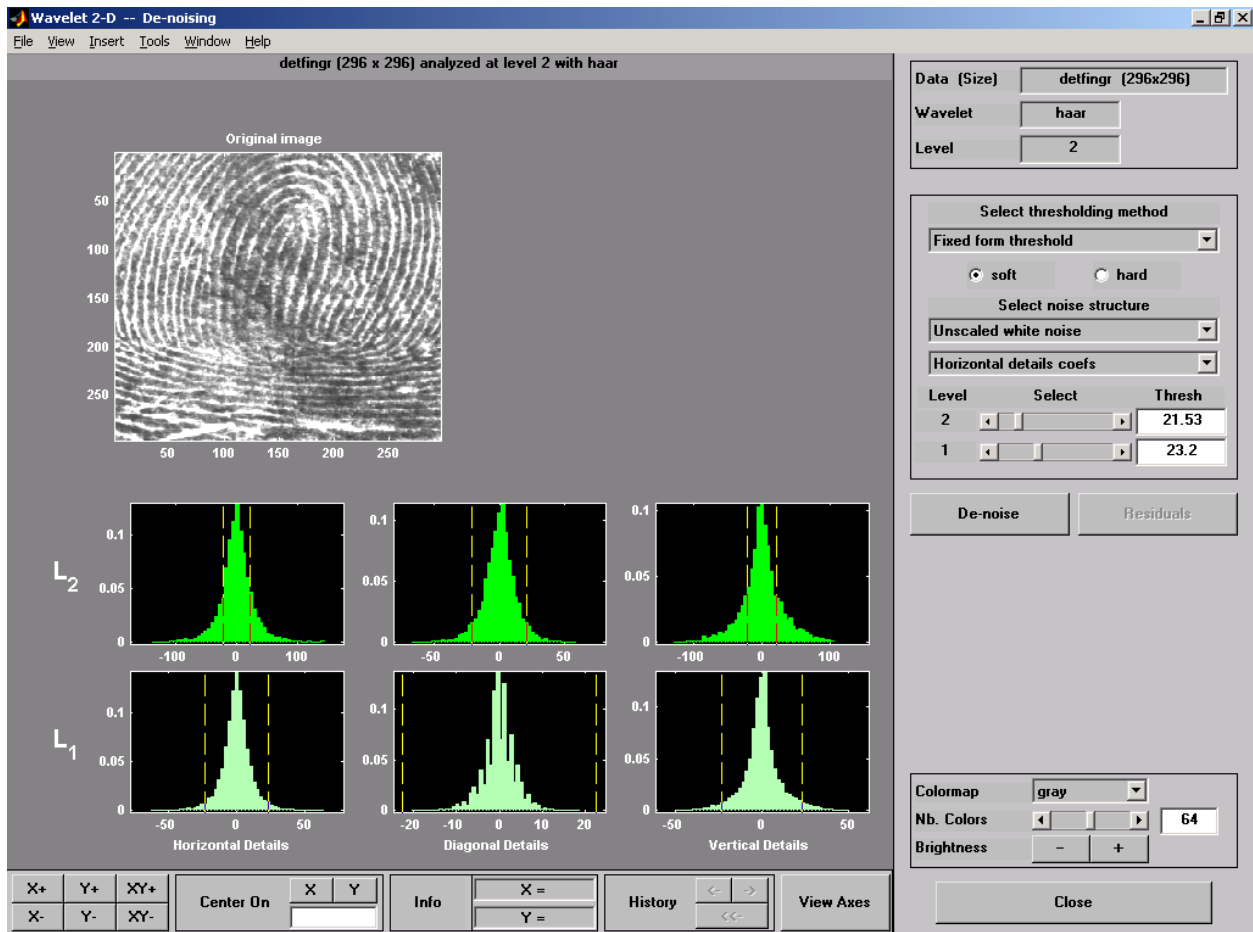 Wavelet 2-D -- De-noising
File View Insert Tools Window Help
detfingr (296 x 296) analyzed at level 2 with haar
Original image
50
100
150
200
250
50 100 150 200 250
L2
0.1
0.05
0
-100 0 100
0.1
0.05
0
-50 0 50
0.1
0.05
0
-100 0 100
L1
0.1
0.05
0
-50 0 50
Horizontal Details
0.1
0.05
0
-20 -10 0 10 20
Diagonal Details
0.1
0.05
0
-50 0 50
Vertical Details
Data (Size) detfingr (296x296)
Wavelet haar
Level 2
Select thresholding method
Fixed form threshold
soft hard
Select noise structure
Unscaled white noise
Horizontal details coefs
Level Select Thresh
2 21.53
1 23.2
De-noise Residuals
Colormap gray
Nb. Colors 64
Brightness - +
X+ Y+ XY+
X- Y- XY-
Center On X Y
Info X =
Y =
History <- ->
<<-
View Axes
Close